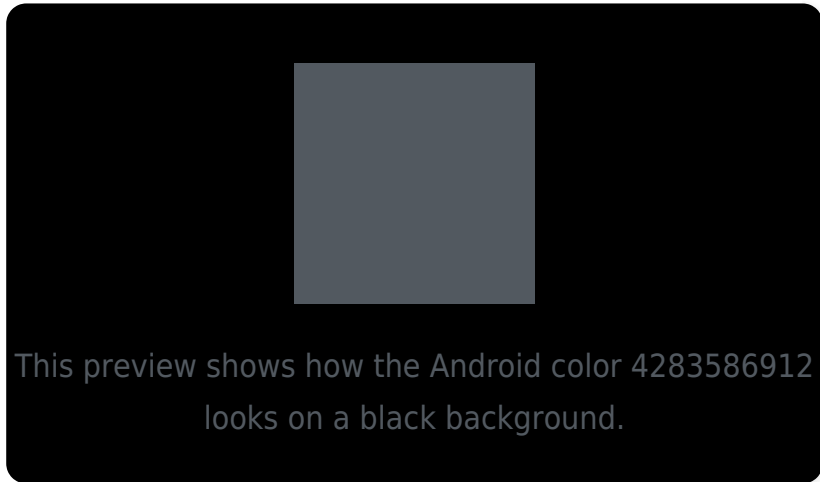 This preview shows how the Android color 4283586912
looks on a black background.